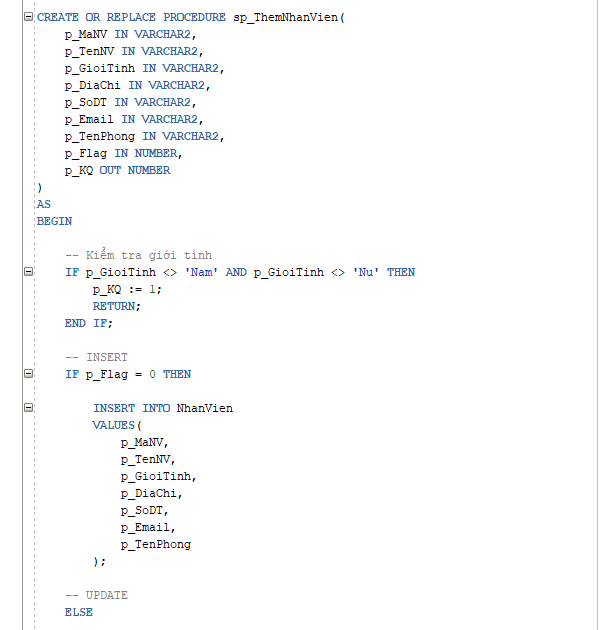 CREATE OR REPLACE PROCEDURE sp_ThemNhanVien(
    p_MaNV IN VARCHAR2,
    p_TenNV IN VARCHAR2,
    p_GioiTinh IN VARCHAR2,
    p_DiaChi IN VARCHAR2,
    p_SoDT IN VARCHAR2,
    p_Email IN VARCHAR2,
    p_TenPhong IN VARCHAR2,
    p_Flag IN NUMBER,
    p_KQ OUT NUMBER
)
AS
BEGIN
    -- Kiểm tra giới tính
    IF p_GioiTinh <> 'Nam' AND p_GioiTinh <> 'Nu' THEN
        p_KQ := 1;
        RETURN;
    END IF;
    -- INSERT
    IF p_Flag = 0 THEN
        INSERT INTO NhanVien
        VALUES(
            p_MaNV,
            p_TenNV,
            p_GioiTinh,
            p_DiaChi,
            p_SoDT,
            p_Email,
            p_TenPhong
        );
    -- UPDATE
    ELSE